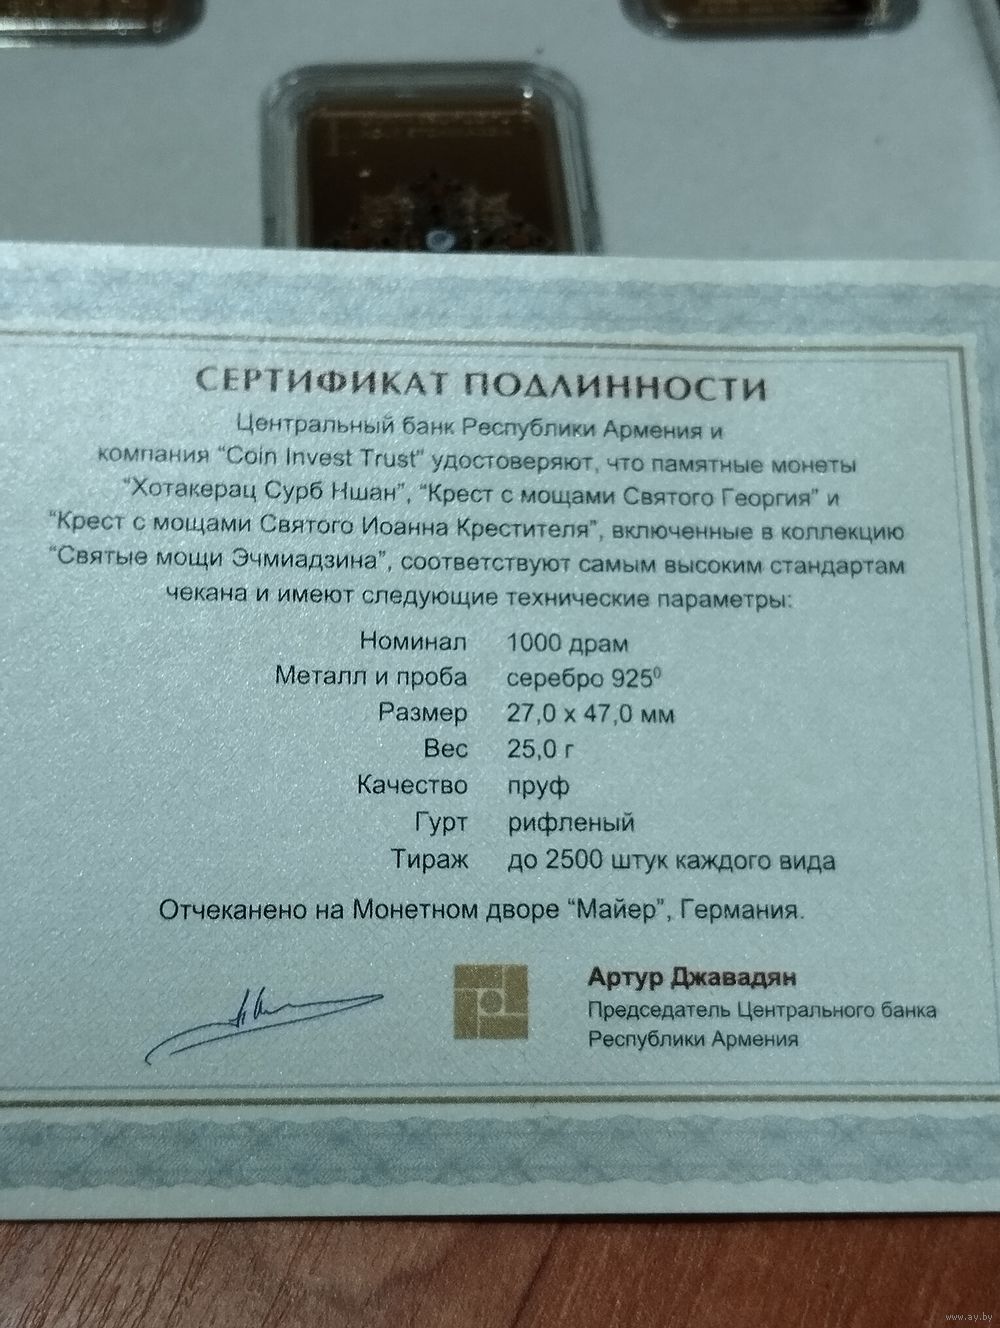 СЕРТИФИКАТ ПОДЛИННОСТИ
Центральный банк Республики Армения и
компания “Coin Invest Trust” удостоверяют, что памятные монеты
“Хотакерац Сурб Ншан”, “Крест с мощами Святого Георгия” и
“Крест с мощами Святого Иоанна Крестителя”, включенные в коллекцию
“Святые мощи Эчмиадзина”, соответствуют самым высоким стандартам
чекана и имеют следующие технические параметры:
Номинал 1000 драм
Металл и проба серебро 925⁰
Размер 27,0 x 47,0 мм
Вес 25,0 г
Качество пруф
Гурт рифленый
Тираж до 2500 штук каждого вида
Отчеканено на Монетном дворе “Майер”, Германия.
Артур Джавадян
Председатель Центрального банка
Республики Армения
www.ay.by